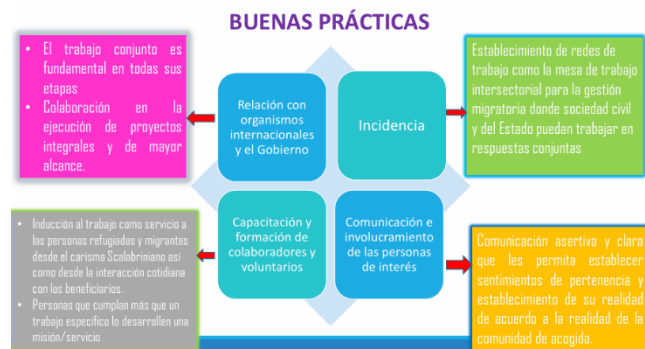 BUENAS PRÁCTICAS
• El trabajo conjunto es
fundamental en todas sus
etapas
• Colaboración en la
ejecución de proyectos
integrales y de mayor
alcance.
Relación con
organismos
internacionales
y el Gobierno
Incidencia
Establecimiento de redes de
trabajo como la mesa de trabajo
intersectorial para la gestión
migratoria donde sociedad civil
y del Estado puedan trabajar en
respuestas conjuntas
• Inducción al trabajo como servicio a
las personas refugiadas y migrantes
desde el carisma Scalabriniano así
como desde la interacción cotidiana
con los beneficiarios.
• Personas que cumplan más que un
trabajo especifico lo desarrollen una
misión/servicio
Capacitación y
formación de
colaboradores y
voluntarios
Comunicación e
involucramiento
de las personas
de interés
Comunicación asertiva y clara
que les permita establecer
sentimientos de pertenencia y
establecimiento de su realidad
de acuerdo a la realidad de la
comunidad de acogida.